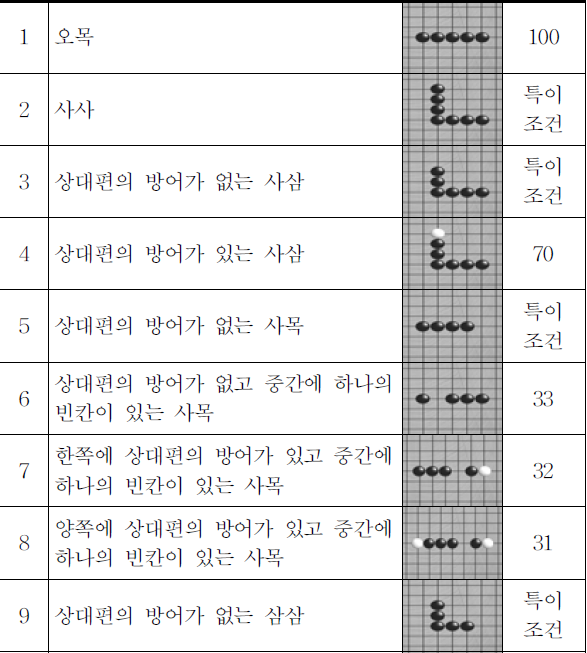 1 오목 100
2 사사 특이
조건
3 상대편의 방어가 없는 사삼 특이
조건
4 상대편의 방어가 있는 사삼 70
5 상대편의 방어가 없는 사목 특이
조건
6 상대편의 방어가 없고 중간에 하나의
빈칸이 있는 사목 33
7 한쪽에 상대편의 방어가 있고 중간에
하나의 빈칸이 있는 사목 32
8 양쪽에 상대편의 방어가 있고 중간에
하나의 빈칸이 있는 사목 31
9 상대편의 방어가 없는 삼삼 특이
조건